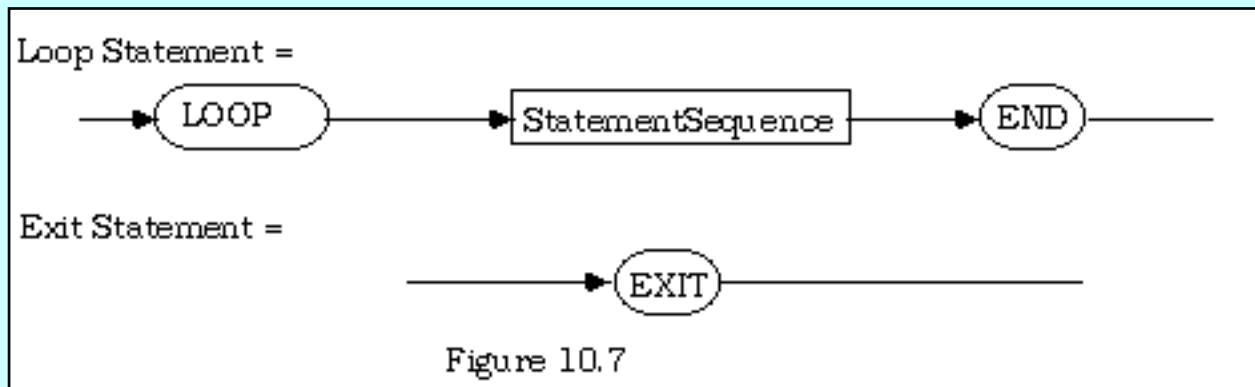 Loop Statement =
LOOP StatementSequence END
Exit Statement =
EXIT
Figure 10.7